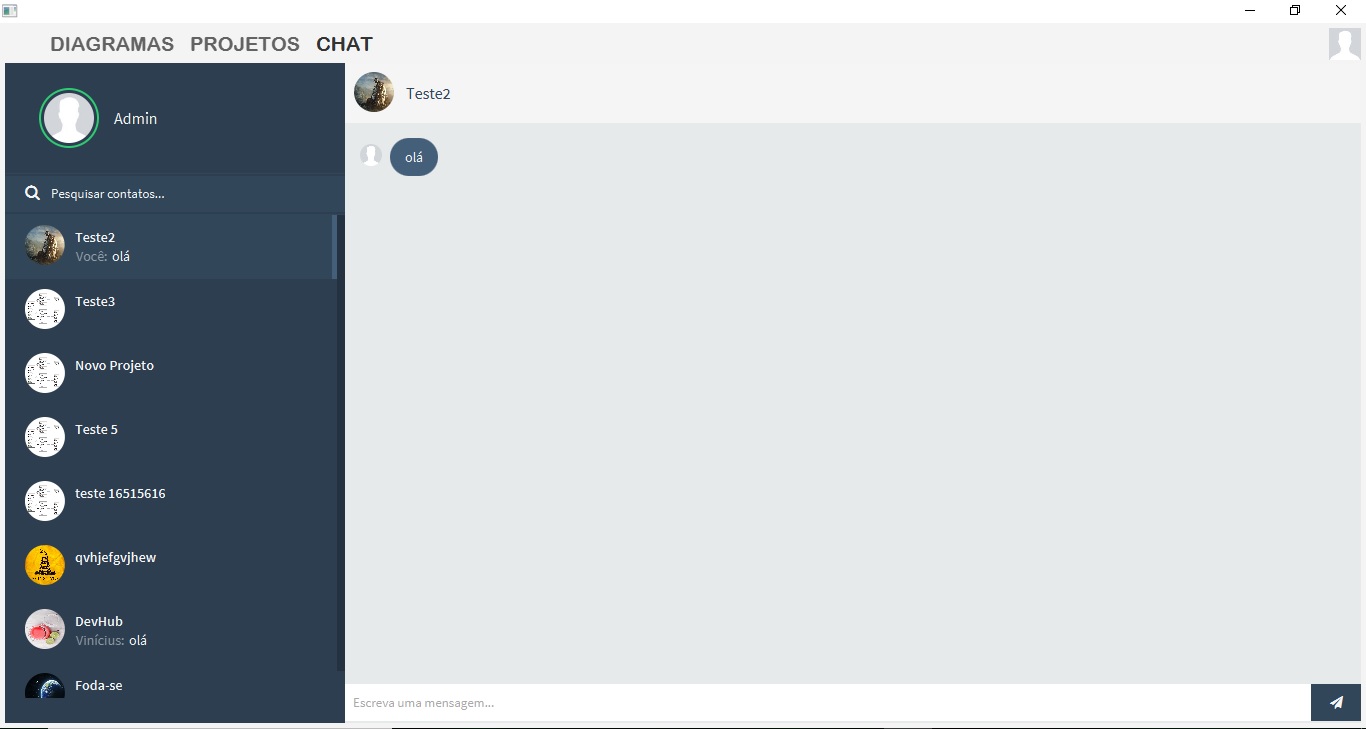 DIAGRAMAS PROJETOS CHAT
Admin
Pesquisar contatos...
Teste2
Você: olá
Teste3
Novo Projeto
Teste 5
teste 16515616
qvhjefgvjhew
DevHub
Vinícius: olá
Foda-se
Teste2
olá
Escreva uma mensagem...